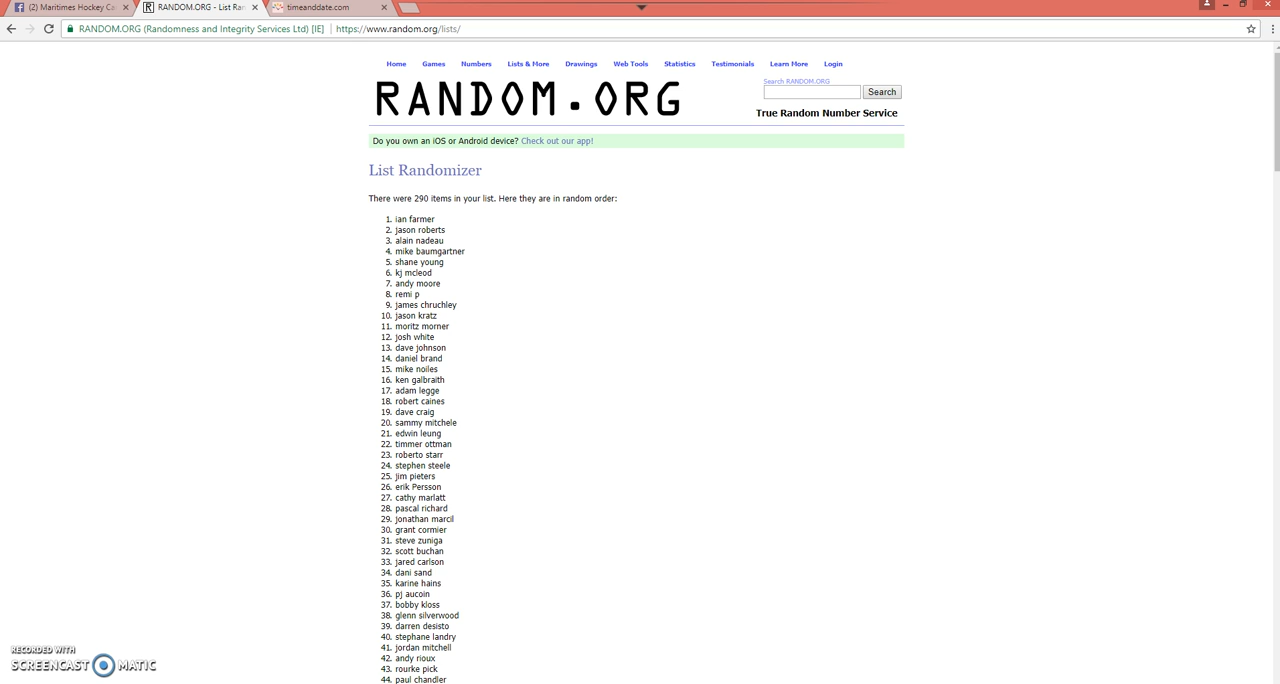 (2) Maritimes Hockey Ca
RANDOM.ORG - List Ran
timeanddate.com
RANDOM.ORG (Randomness and Integrity Services Ltd) [IE]
https://www.random.org/lists/
Home Games Numbers Lists & More Drawings Web Tools Statistics Testimonials Learn More Login
Search RANDOM.ORG
RANDOM.ORG
Search
True Random Number Service
Do you own an iOS or Android device? Check out our app!
List Randomizer
There were 290 items in your list. Here they are in random order:
1. ian farmer
2. jason roberts
3. alain nadeau
4. mike baumgartner
5. shane young
6. kj mcleod
7. andy moore
8. remi p
9. james chruchley
10. jason kratz
11. moritz morner
12. josh white
13. dave johnson
14. daniel brand
15. mike noiles
16. ken galbraith
17. adam legge
18. robert caines
19. dave craig
20. sammy mitchele
21. edwin leung
22. timmer ottman
23. roberto starr
24. stephen steele
25. jim pieters
26. erik Persson
27. cathy marlatt
28. pascal richard
29. jonathan marcil
30. grant cormier
31. steve zuniga
32. scott buchan
33. jared carlson
34. dani sand
35. karine hains
36. pj aucoin
37. bobby kloss
38. glenn silverwood
39. darren desisto
40. stephane landry
41. jordan mitchell
42. andy rioux
43. rourke pick
44. paul chandler
RECORDED WITH
SCREENCAST MATIC